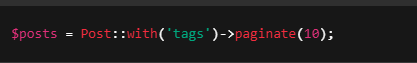 $posts = Post::with('tags')->paginate(10);